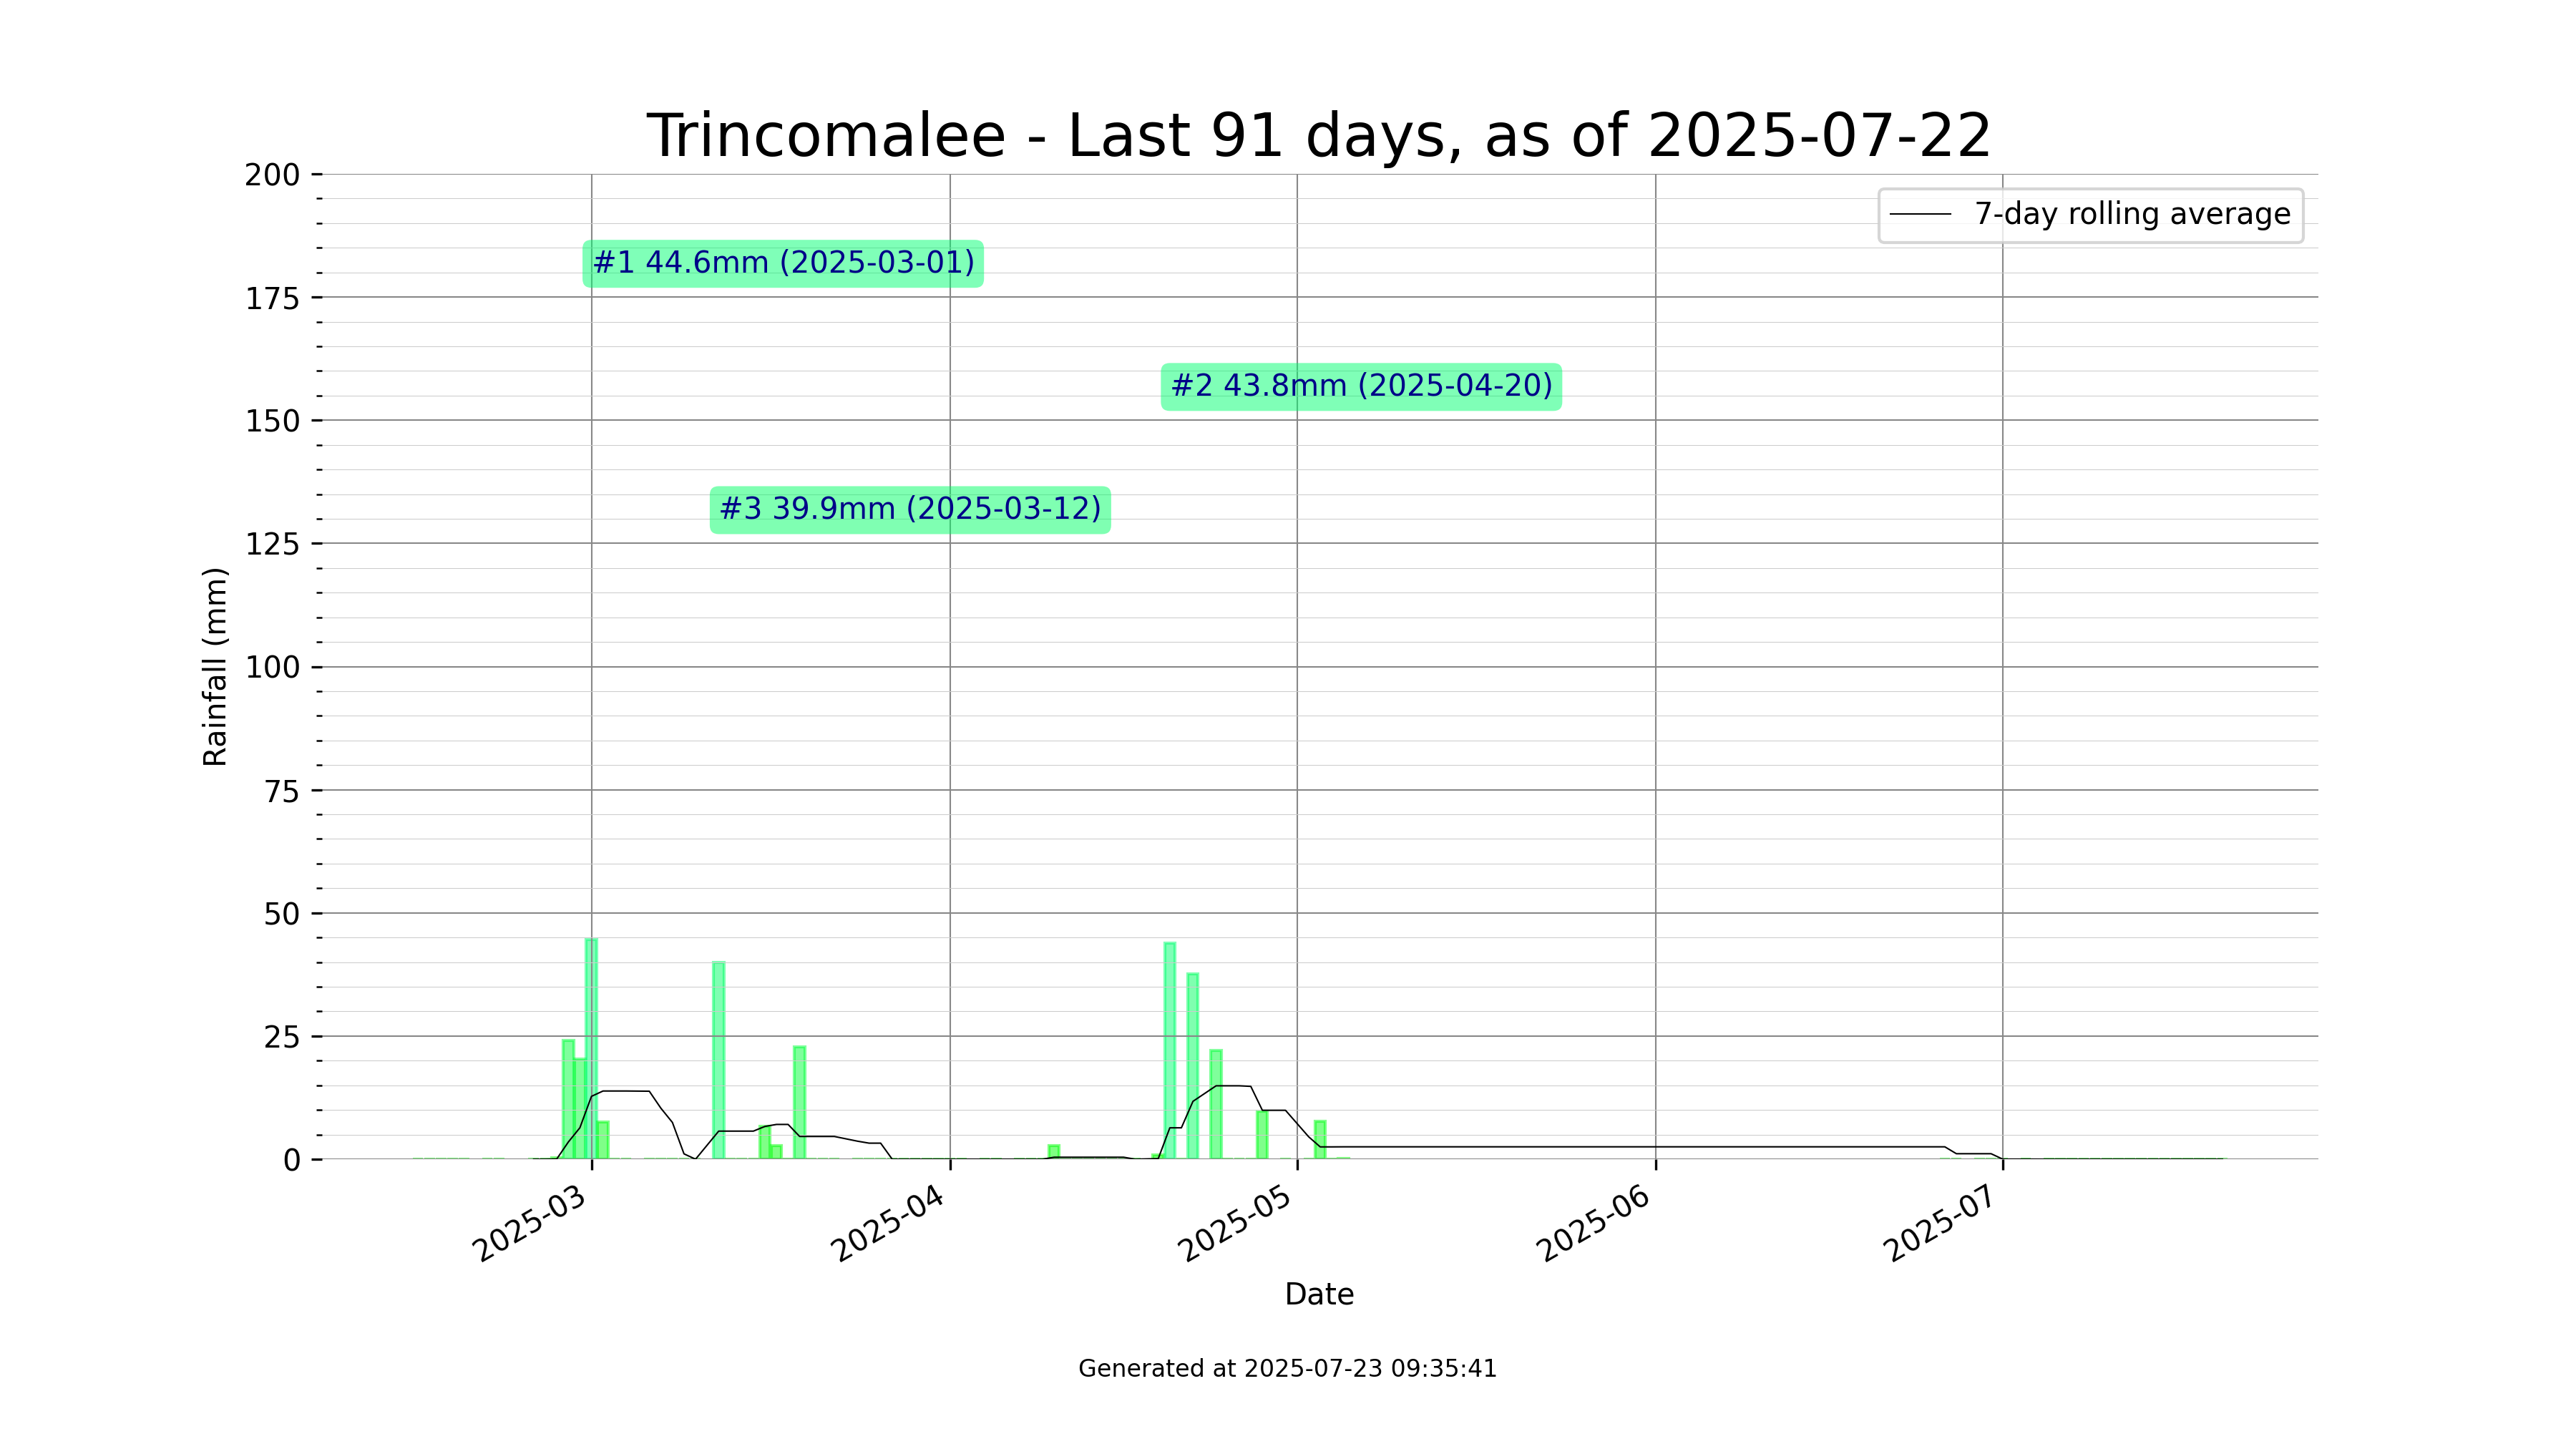 Trincomalee - Last 91 days, as of 2025-07-22
200
175
150
125
100
75
50
25
0
Rainfall (mm)
7-day rolling average
#1 44.6mm (2025-03-01)
#2 43.8mm (2025-04-20)
#3 39.9mm (2025-03-12)
2025-03
2025-04
2025-05
2025-06
2025-07
Date
Generated at 2025-07-23 09:35:41